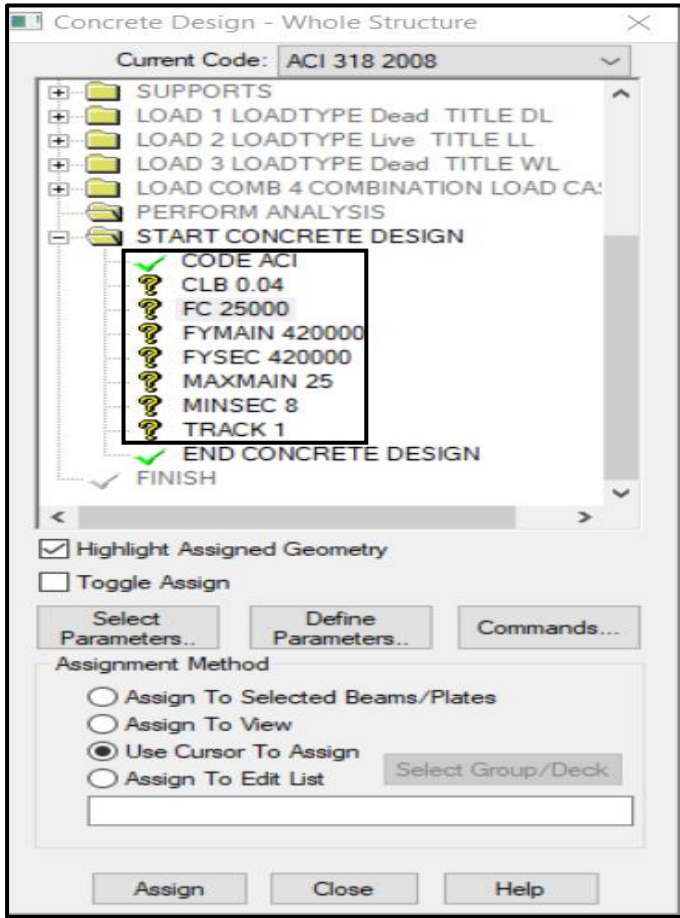 Concrete Design - Whole Structure
Current Code: ACI 318 2008
SUPPORTS
LOAD 1 LOADTYPE Dead TITLE DL
LOAD 2 LOADTYPE Live TITLE LL
LOAD 3 LOADTYPE Dead TITLE WL
LOAD COMB 4 COMBINATION LOAD CA
PERFORM ANALYSIS
START CONCRETE DESIGN
CODE ACI
CLB 0.04
FC 25000
FYMAIN 420000
FYSEC 420000
MAXMAIN 25
MINSEC 8
TRACK 1
END CONCRETE DESIGN
FINISH
Highlight Assigned Geometry
Toggle Assign
Select Parameters.. Define Parameters.. Commands...
Assignment Method
Assign To Selected Beams/Plates
Assign To View
Use Cursor To Assign
Assign To Edit List Select Group/Deck
Assign Close Help